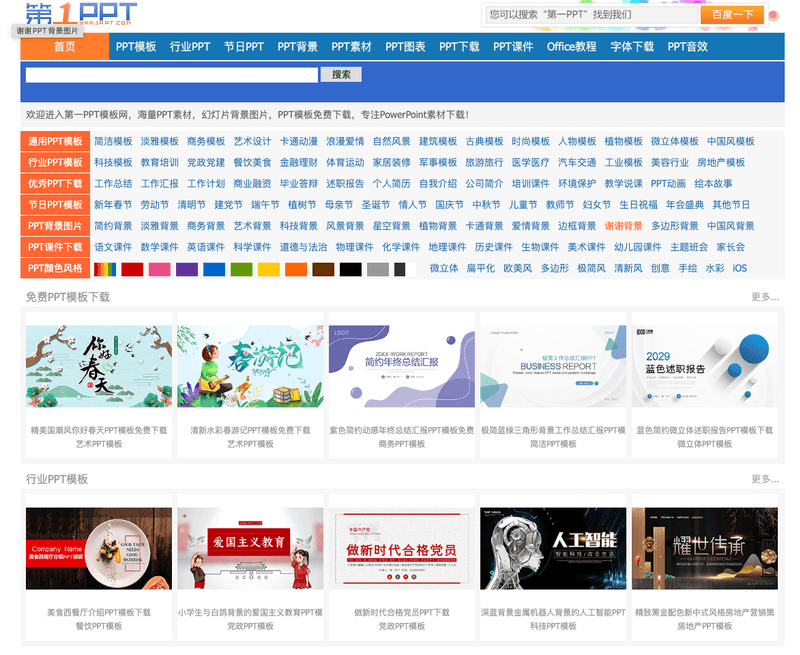 第1PPT
WWW.1PPT.COM
您可以搜索“第一PPT”找到我们
百度一下
谢谢PPT背景图片
首页 PPT模板 行业PPT 节日PPT PPT背景 PPT素材 PPT图表 PPT下载 PPT课件 Office教程 字体下载 PPT音效
搜索
欢迎进入第一PPT模板网，海量PPT素材，幻灯片背景图片，PPT模板免费下载，专注PowerPoint素材下载！
通用PPT模板 简洁模板 淡雅模板 商务模板 艺术设计 卡通动漫 浪漫爱情 自然风景 建筑模板 古典模板 时尚模板 人物模板 植物模板 微立体模板 中国风模板
行业PPT模板 科技模板 教育培训 党政党建 餐饮美食 金融理财 体育运动 家居装修 军事模板 旅游旅行 医学医疗 汽车交通 工业模板 美容行业 房地产模板
优秀PPT下载 工作总结 工作汇报 工作计划 商业融资 毕业答辩 述职报告 个人简历 自我介绍 公司简介 培训课件 环境保护 教学说课 PPT动画 绘本故事
节日PPT模板 新年春节 劳动节 清明节 建党节 端午节 植树节 母亲节 圣诞节 情人节 国庆节 中秋节 儿童节 教师节 妇女节 生日祝福 年会盛典 其他节日
PPT背景图片 简约背景 淡雅背景 商务背景 艺术背景 科技背景 风景背景 星空背景 植物背景 卡通背景 爱情背景 边框背景 谢谢背景 多边形背景 中国风背景
PPT课件下载 语文课件 数学课件 英语课件 科学课件 道德与法治 物理课件 化学课件 地理课件 历史课件 生物课件 美术课件 幼儿园课件 主题班会 家长会
PPT颜色风格 微立体 扁平化 欧美风 多边形 极简风 清新风 创意 手绘 水彩 iOS
免费PPT模板下载 更多...
你好春天
春游记
LOGO
20XX-WORK REPORT
简约年终总结汇报
极简工作总结汇报PPT
BUSINESS REPORT
2029
蓝色述职报告
精美国潮风你好春天PPT模板免费下载
艺术PPT模板
清新水彩春游记PPT模板免费下载
艺术PPT模板
紫色简约动感年终总结汇报PPT模板免费
商务PPT模板
极简蓝绿三角形背景工作总结汇报PPT模
简洁PPT模板
蓝色简约微立体述职报告PPT模板下载
微立体PPT模板
行业PPT模板 更多...
Company Name
美食西餐厅介绍PPT模板
GOOD TASTE
NEEDS
GOOD
MATERIAL
爱国主义教育
做新时代合格党员
人工智能
智能科技/改变生活
耀世传承
美食西餐厅介绍PPT模板下载
餐饮PPT模板
小学生与白鸽背景的爱国主义教育PPT模
党政PPT模板
做新时代合格党员PPT下载
党政PPT模板
深蓝背景金属机器人背景的人工智能PPT
科技PPT模板
精致黑金配色新中式风格房地产营销策
房地产PPT模板